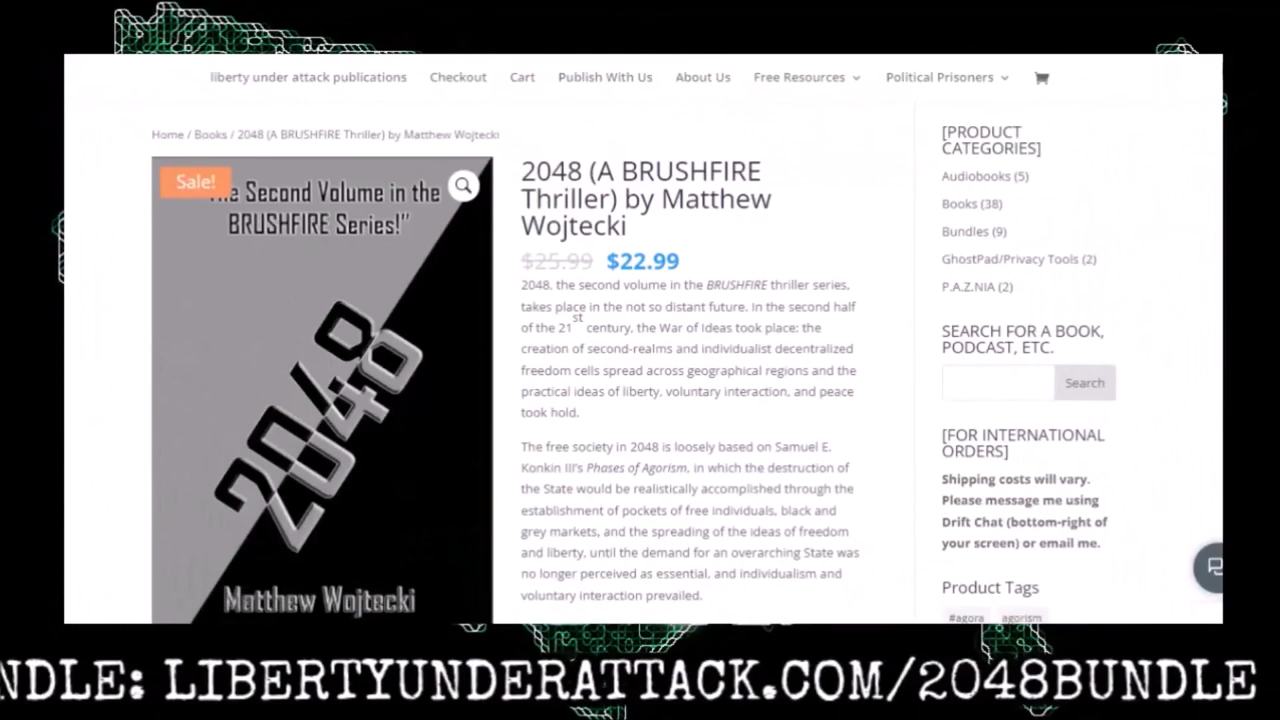 liberty under attack publications Checkout Cart Publish With Us About Us Free Resources Political Prisoners
Home / Books / 2048 (A BRUSHFIRE Thriller) by Matthew Wojtecki
Sale!
e Second Volume in the
BRUSHFIRE Series!”
2048
Matthew Wojtecki
2048 (A BRUSHFIRE
Thriller) by Matthew
Wojtecki
$25.99 $22.99
2048, the second volume in the BRUSHFIRE thriller series,
takes place in the not so distant future. In the second half
of the 21st century, the War of Ideas took place: the
creation of second-realms and individualist decentralized
freedom cells spread across geographical regions and the
practical ideas of liberty, voluntary interaction, and peace
took hold.
The free society in 2048 is loosely based on Samuel E.
Konkin III's Phases of Agorism, in which the destruction of
the State would be realistically accomplished through the
establishment of pockets of free individuals, black and
grey markets, and the spreading of the ideas of freedom
and liberty, until the demand for an overarching State was
no longer perceived as essential, and individualism and
voluntary interaction prevailed.
[PRODUCT
CATEGORIES]
Audiobooks (5)
Books (38)
Bundles (9)
GhostPad/Privacy Tools (2)
P.A.Z.NIA (2)
SEARCH FOR A BOOK,
PODCAST, ETC.
Search
[FOR INTERNATIONAL
ORDERS]
Shipping costs will vary.
Please message me using
Drift Chat (bottom-right of
your screen) or email me.
Product Tags
#agora agorism
NDLE: LIBERTYUNDERATTACK.COM/2048BUNDLE